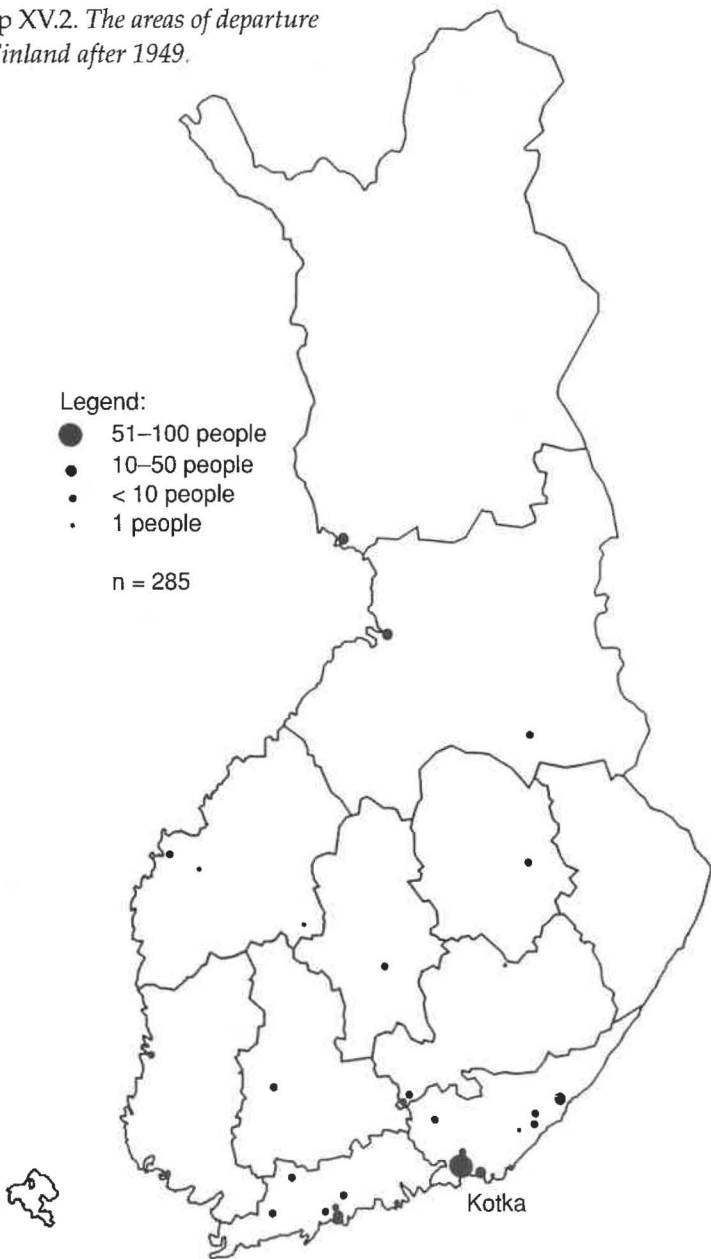 p XV.2. The areas of departure
inland after 1949.
Legend:
51–100 people
10–50 people
< 10 people
1 people
n = 285
Kotka